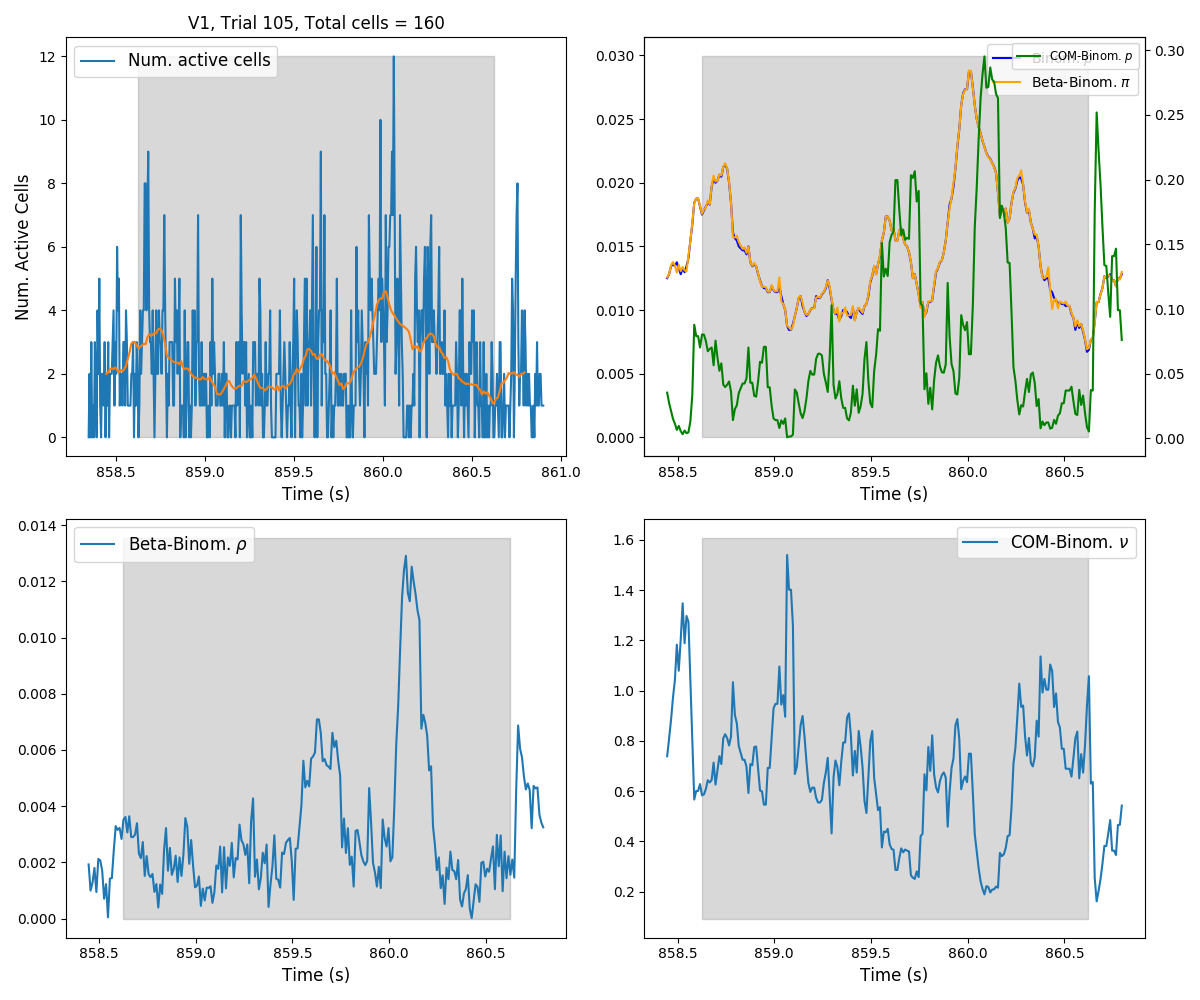 V1, Trial 105, Total cells = 160
Num. active cells
12
10
8
6
4
2
0
Num. Active Cells
858.5 859.0 859.5 860.0 860.5 861.0
Time (s)
COM-Binom. p
Beta-Binom. π
0.030
0.025
0.020
0.015
0.010
0.005
0.000
0.30
0.25
0.20
0.15
0.10
0.05
0.00
858.5 859.0 859.5 860.0 860.5
Time (s)
Beta-Binom. ρ
0.014
0.012
0.010
0.008
0.006
0.004
0.002
0.000
858.5 859.0 859.5 860.0 860.5
Time (s)
COM-Binom. ν
1.6
1.4
1.2
1.0
0.8
0.6
0.4
0.2
858.5 859.0 859.5 860.0 860.5
Time (s)